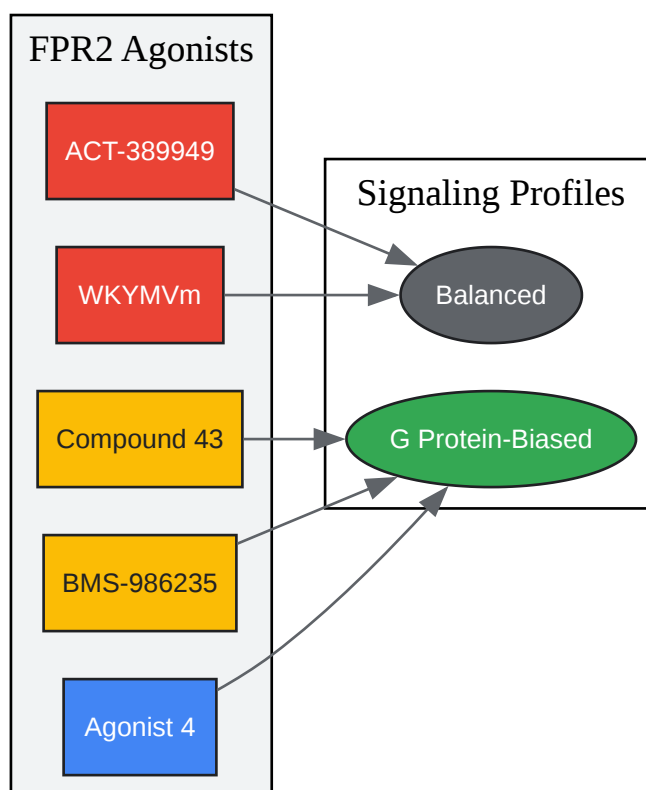 FPR2 Agonists
ACT-389949
WKYMVm
Compound 43
BMS-986235
Agonist 4
Signaling Profiles
Balanced
G Protein-Biased